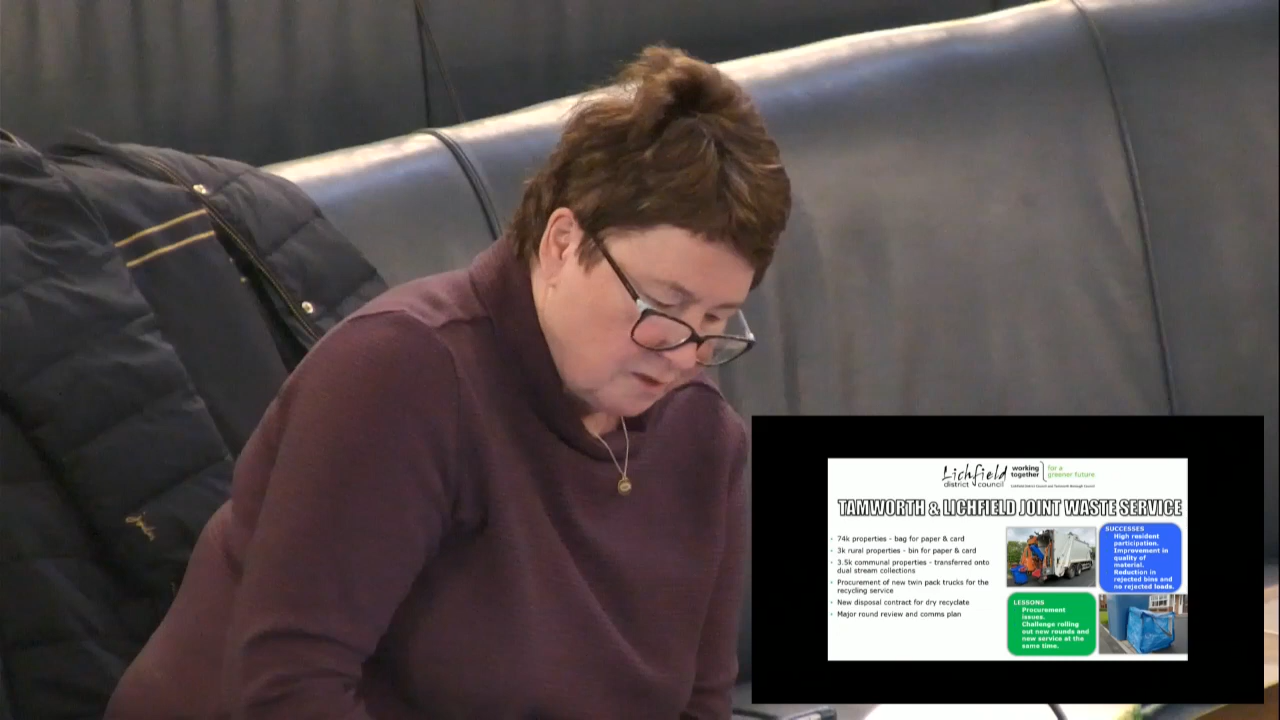 Lichfield
district council
working
together
for a
greener future
Lichfield District Council and Tamworth Borough Council
TAMWORTH & LICHFIELD JOINT WASTE SERVICE
- 74k properties - bag for paper & card
- 3k rural properties - bin for paper & card
- 3.5k communal properties - transferred onto
dual stream collections
- Procurement of new twin pack trucks for the
recycling service
- New disposal contract for dry recyclate
- Major round review and comms plan
SUCCESSES
High resident
participation.
Improvement in
quality of
material.
Reduction in
rejected bins and
no rejected loads.
LESSONS
Procurement
issues.
Challenge rolling
out new rounds and
new service at the
same time.